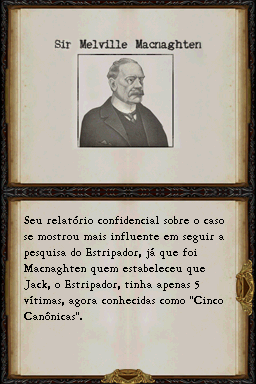 Sir Melville Macnaghten
Seu relatório confidencial sobre o caso
se mostrou mais influente em seguir a
pesquisa do Estripador, já que foi
Macnaghten quem estabeleceu que
Jack, o Estripador, tinha apenas 5
vítimas, agora conhecidas como "Cinco
Canónicas".